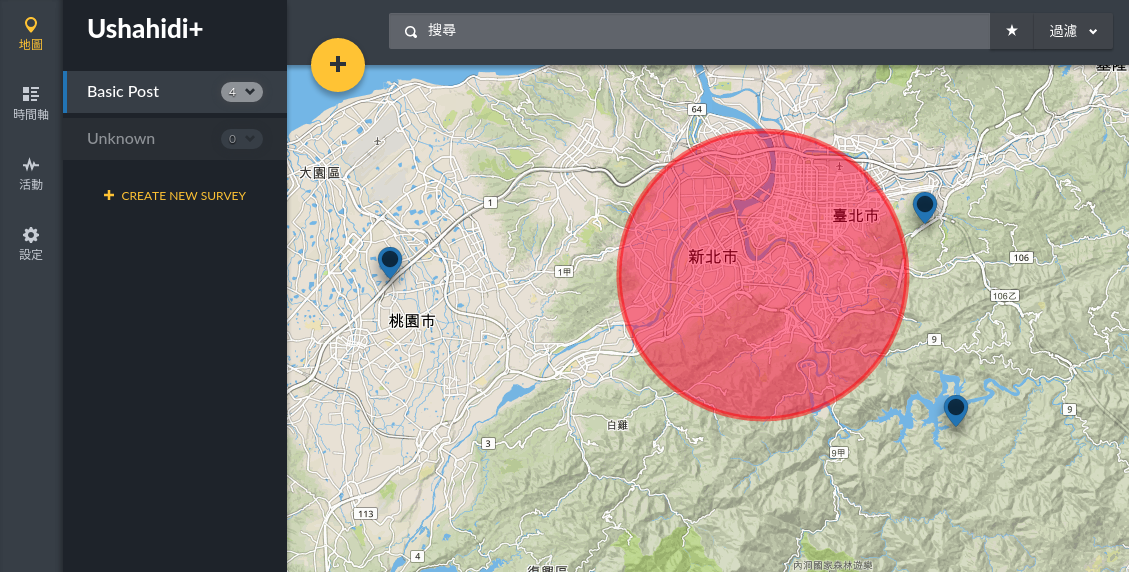 Ushahidi+
地圖
時間軸
活動
設定
Basic Post
4
Unknown
0
CREATE NEW SURVEY
搜尋
過濾
64
大園區
1
臺北市
新北市
106
1甲
106乙
桃園市
9
9
白雞
3
9甲
113
4
復興區
內洞國家森林遊樂